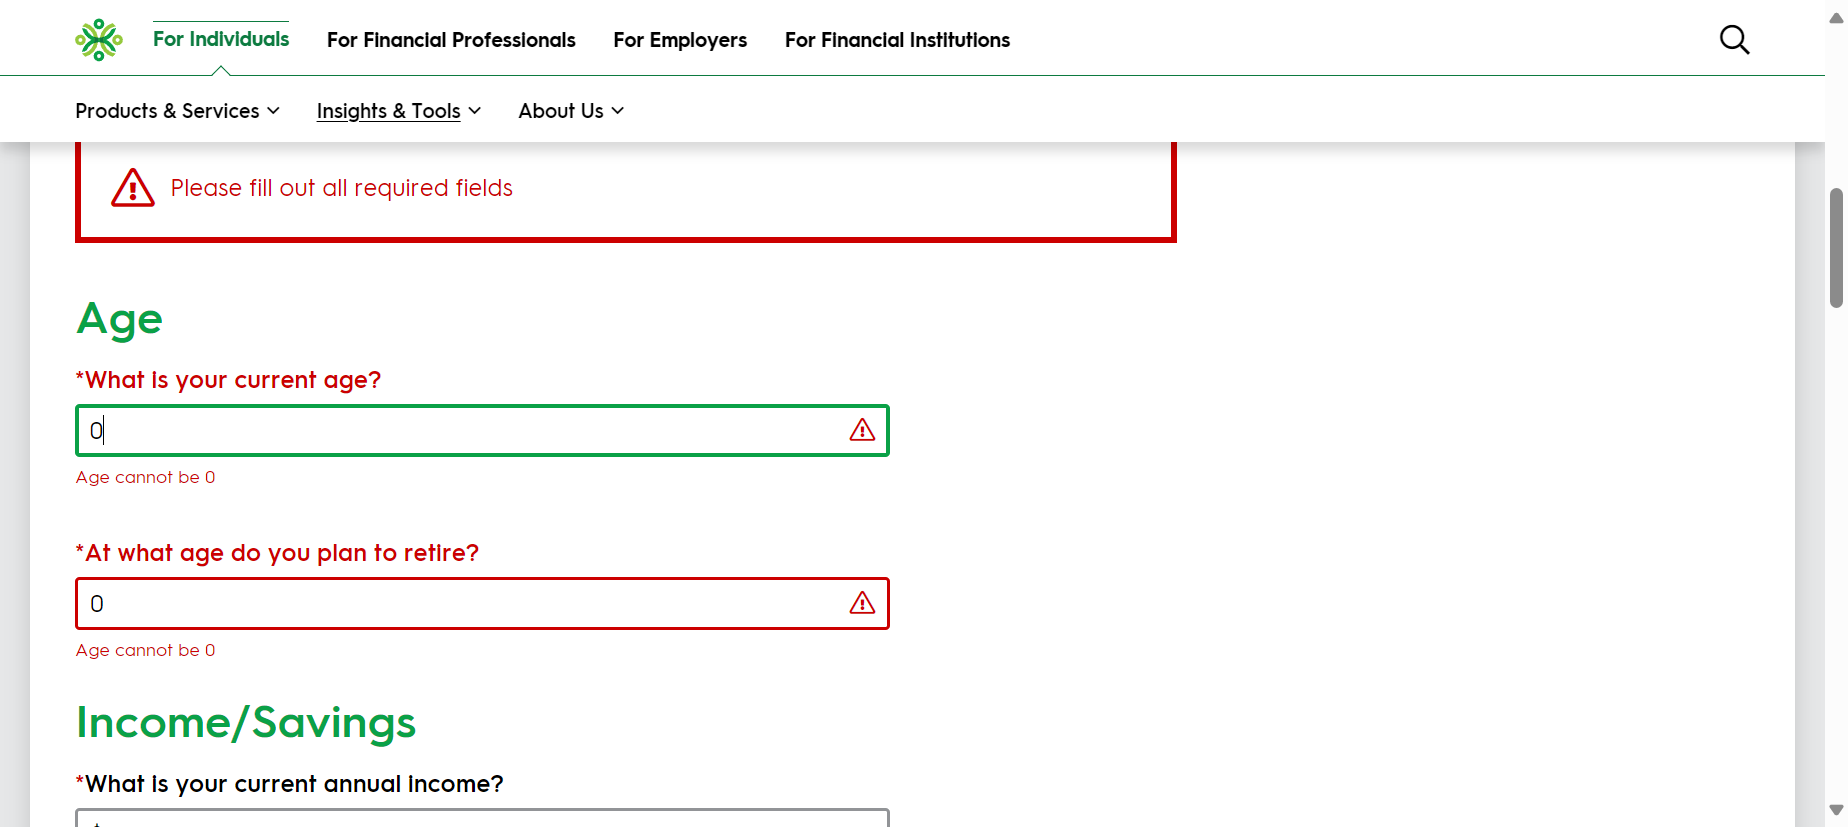 For Individuals For Financial Professionals For Employers For Financial Institutions
Products & Services Insights & Tools About Us
Please fill out all required fields
Age
*What is your current age?
0
Age cannot be 0
*At what age do you plan to retire?
0
Age cannot be 0
Income/Savings
*What is your current annual income?